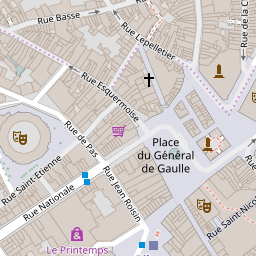 Rue Basse
Rue Lepelletier
Rue de la C
Rue Esquermoise
Rue de Pas
Place
du Général
de Gaulle
Rue Saint-Etienne
Rue Nationale
Rue Jean Roisin
Rue Saint-Nico
Le Printemps